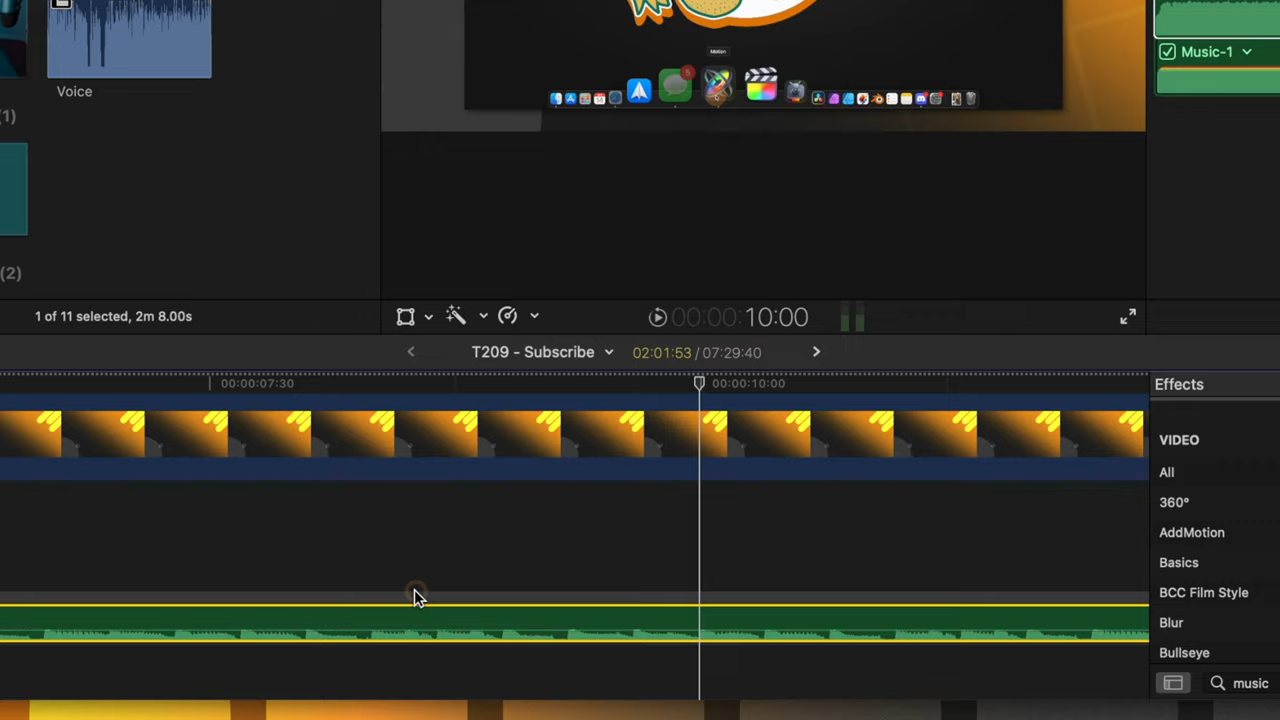 Voice
(1)
(2)
Motion
5
Music-1
1 of 11 selected, 2m 8.00s
00:00:10:00
T209 - Subscribe
02:01:53 / 07:29:40
00:00:07:30
00:00:10:00
Effects
VIDEO
All
360°
AddMotion
Basics
BCC Film Style
Blur
Bullseye
music